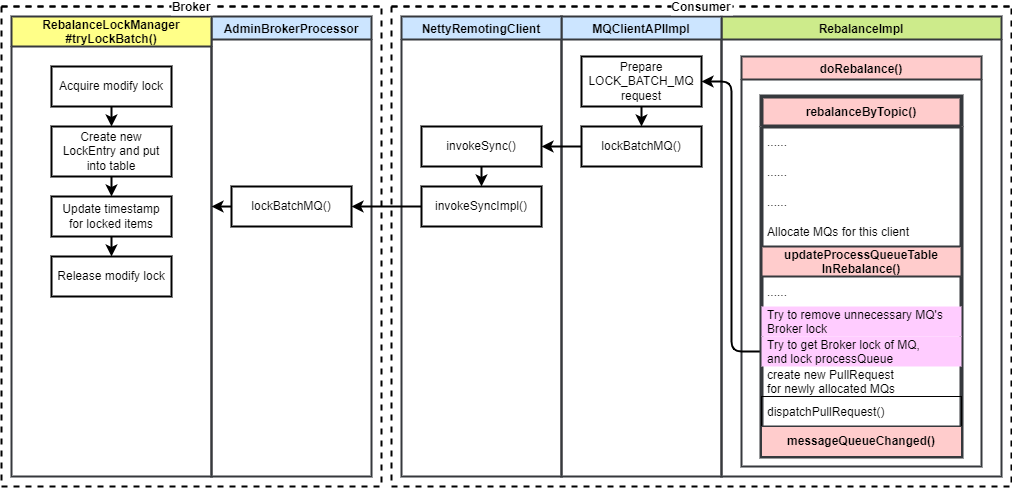 Broker
Consumer
RebalanceLockManager
#tryLockBatch()
AdminBrokerProcessor
NettyRemotingClient
MQClientAPIImpl
RebalanceImpl
Acquire modify lock
Create new
LockEntry and put
into table
Update timestamp
for locked items
Release modify lock
lockBatchMQ()
invokeSync()
invokeSyncImpl()
Prepare
LOCK_BATCH_MQ
request
lockBatchMQ()
doRebalance()
rebalanceByTopic()
......
......
......
Allocate MQs for this client
updateProcessQueueTable
InRebalance()
......
Try to remove unnecessary MQ's
Broker lock
Try to get Broker lock of MQ,
and lock processQueue
create new PullRequest
for newly allocated MQs
dispatchPullRequest()
messageQueueChanged()